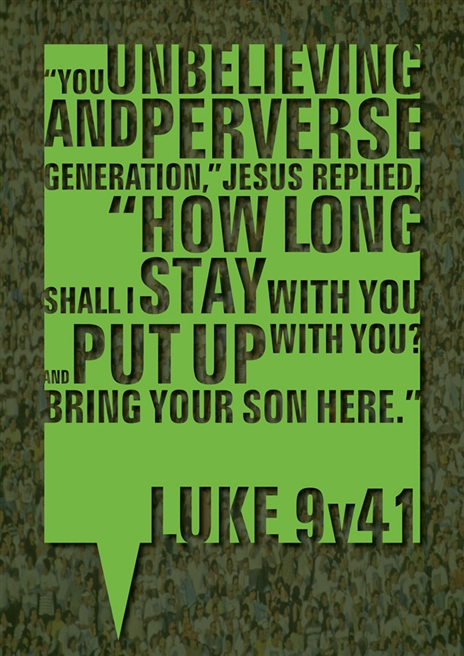 “YOU UNBELIEVING
AND PERVERSE
GENERATION,” JESUS REPLIED,
“HOW LONG
SHALL I STAY WITH YOU
AND PUT UP WITH YOU?
BRING YOUR SON HERE.”
LUKE 9v41